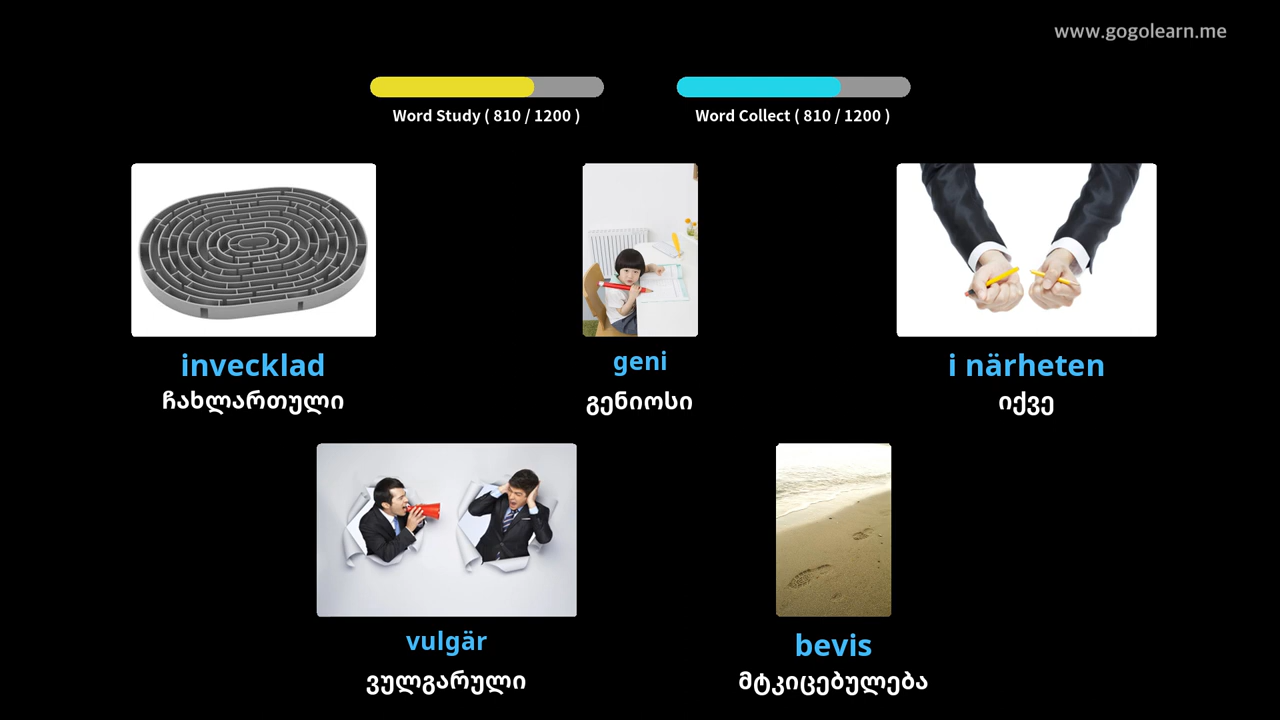 www.gogolearn.me
Word Study ( 810 / 1200 )
Word Collect ( 810 / 1200 )
invecklad
ჩახლართული
geni
გენიოსი
i närheten
იქვე
vulgär
ვულგარული
bevis
მტკიცებულება